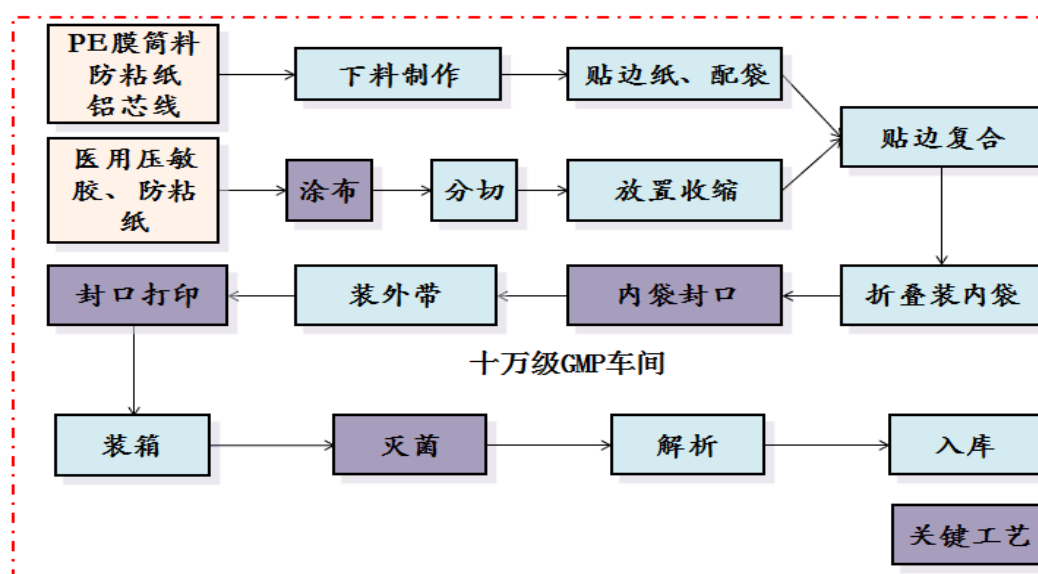 PE膜筒料
防粘纸
铝芯线
下料制作
贴边纸、配袋
贴边复合
医用压敏
胶、防粘
纸
涂布
分切
放置收缩
封口打印
装外带
内袋封口
折叠装内袋
十万级GMP车间
装箱
灭菌
解析
入库
关键工艺